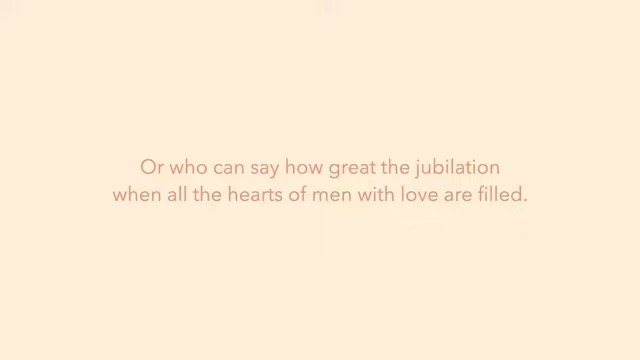 Or who can say how great the jubilation
when all the hearts of men with love are filled.